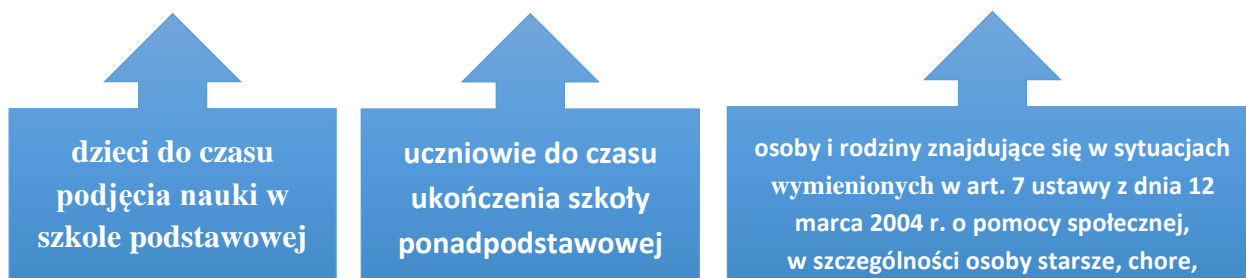 dzieci do czasu
podjęcia nauki w
szkole podstawowej
uczniowie do czasu
ukończenia szkoły
ponadpodstawowej
osoby i rodziny znajdujące się w sytuacjach
wymienionych w art. 7 ustawy z dnia 12
marca 2004 r. o pomocy społecznej,
w szczególności osoby starsze, chore,